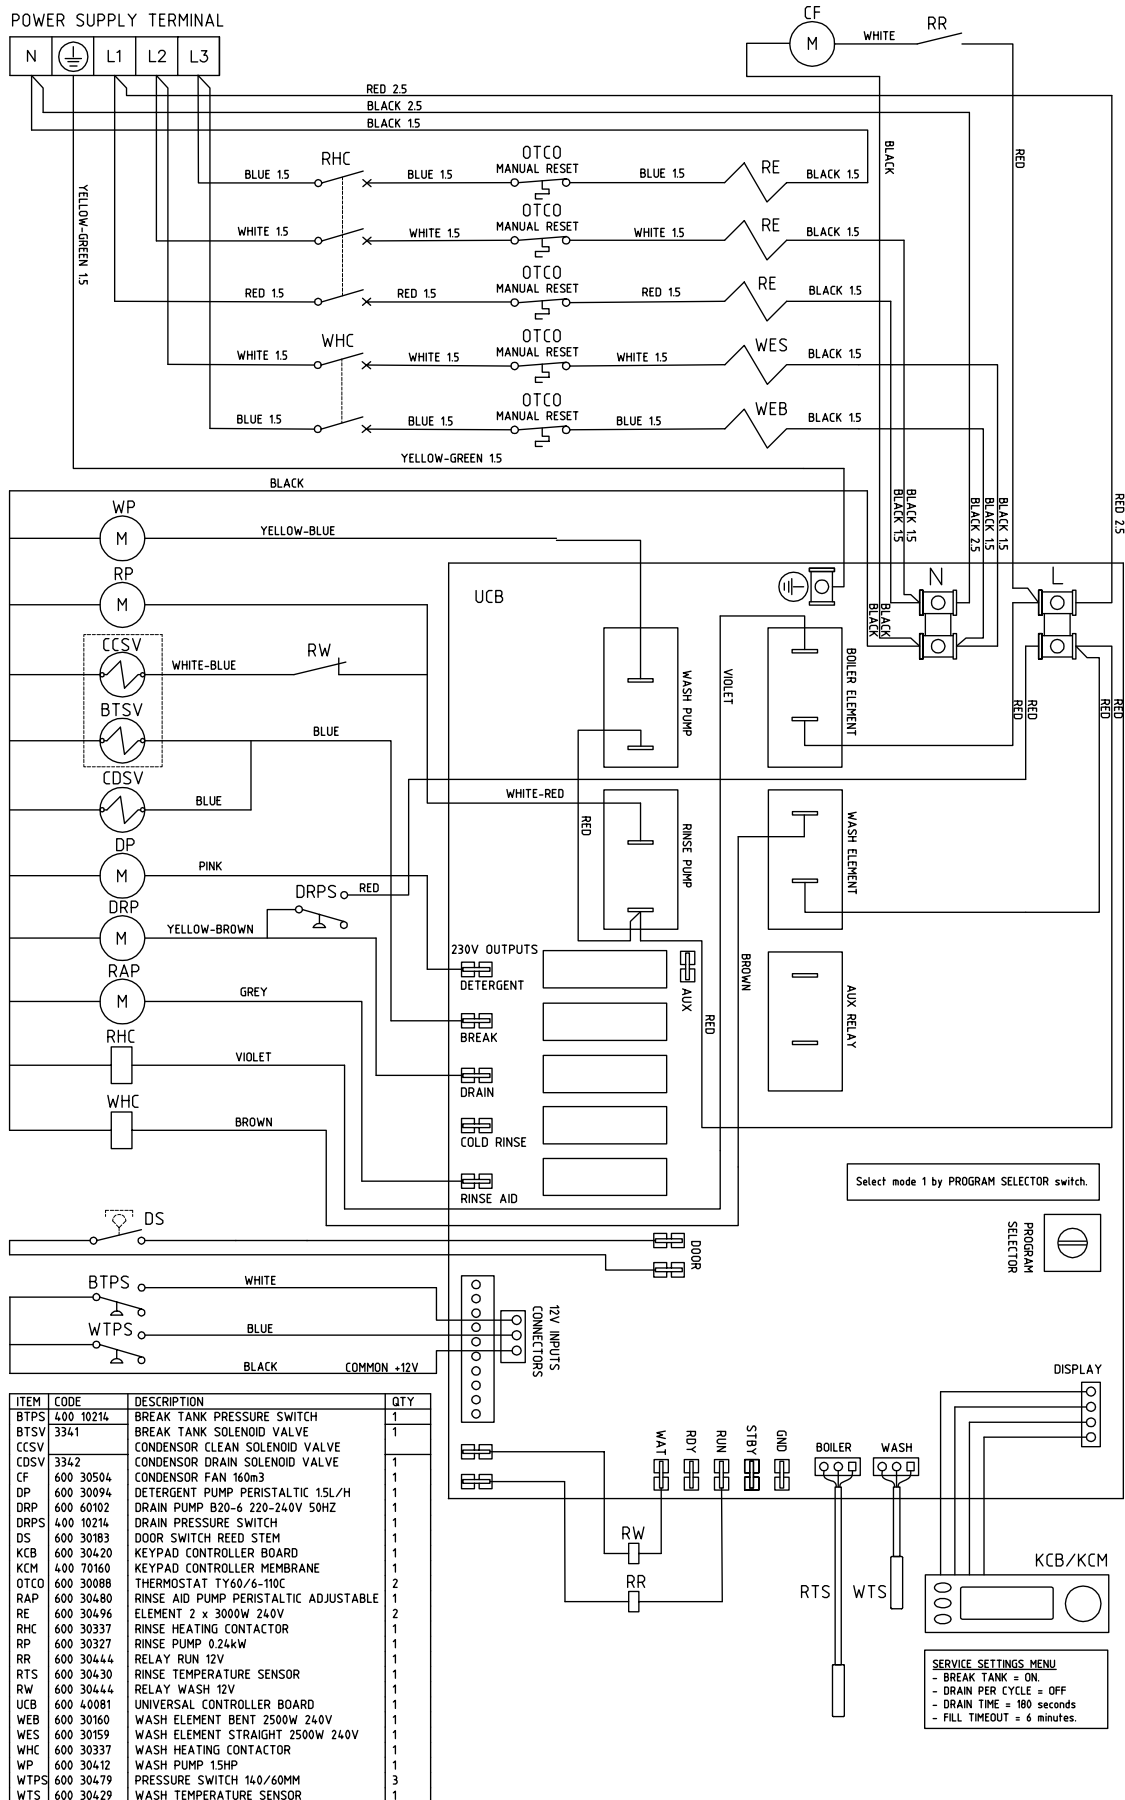 POWER SUPPLY TERMINAL
N L1 L2 L3
CF
M
WHITE
RR
RED 2.5
BLACK 2.5
BLACK 1.5
BLACK
RED
YELLOW-GREEN 1.5
BLUE 1.5
RHC
BLUE 1.5
OTCO
MANUAL RESET
BLUE 1.5
RE
BLACK 1.5
WHITE 1.5
WHITE 1.5
OTCO
MANUAL RESET
WHITE 1.5
RE
BLACK 1.5
RED 1.5
RED 1.5
OTCO
MANUAL RESET
RED 1.5
RE
BLACK 1.5
WHITE 1.5
WHC
WHITE 1.5
OTCO
MANUAL RESET
WHITE 1.5
WES
BLACK 1.5
BLUE 1.5
BLUE 1.5
OTCO
MANUAL RESET
BLUE 1.5
WEB
BLACK 1.5
YELLOW-GREEN 1.5
BLACK
BLACK 1.5
BLACK 1.5
BLACK 2.5
BLACK 1.5
BLACK 1.5
RED 2.5
WP
M
YELLOW-BLUE
RP
M
CCSV
WHITE-BLUE
RW
BTSV
BLUE
CDSV
BLUE
DP
M
PINK
DRPS
RED
DRP
M
YELLOW-BROWN
RAP
M
GREY
RHC
VIOLET
WHC
BROWN
UCB
N
L
BLACK
BLACK
WASH PUMP
VIOLET
BOILER ELEMENT
RED
RED
RED
RED
WHITE-RED
RED
RINSE PUMP
WASH ELEMENT
230V OUTPUTS
DETERGENT
BREAK
DRAIN
COLD RINSE
RINSE AID
AUX
RED
BROWN
AUX RELAY
Select mode 1 by PROGRAM SELECTOR switch.
PROGRAM
SELECTOR
DS
DOOR
BTPS
WHITE
WTPS
BLUE
BLACK
COMMON +12V
12V INPUTS
CONNECTORS
DISPLAY
WAT
RDY
RUN
STBY
GND
BOILER
WASH
RW
RR
RTS
WTS
KCB/KCM
SERVICE SETTINGS MENU
- BREAK TANK = ON.
- DRAIN PER CYCLE = OFF
- DRAIN TIME = 180 seconds
- FILL TIMEOUT = 6 minutes.
ITEM CODE DESCRIPTION QTY
BTPS 400 10214 BREAK TANK PRESSURE SWITCH 1
BTSV 3341 BREAK TANK SOLENOID VALVE 1
CCSV CONDENSOR CLEAN SOLENOID VALVE
CDSV 3342 CONDENSOR DRAIN SOLENOID VALVE 1
CF 600 30504 CONDENSOR FAN 160m3 1
DP 600 30094 DETERGENT PUMP PERISTALTIC 1.5L/H 1
DRP 600 60102 DRAIN PUMP B20-6 220-240V 50HZ 1
DRPS 400 10214 DRAIN PRESSURE SWITCH 1
DS 600 30183 DOOR SWITCH REED STEM 1
KCB 600 30420 KEYPAD CONTROLLER BOARD 1
KCM 400 70160 KEYPAD CONTROLLER MEMBRANE 1
OTCO 600 30088 THERMOSTAT TY60/6-110C 2
RAP 600 30480 RINSE AID PUMP PERISTALTIC ADJUSTABLE 1
RE 600 30496 ELEMENT 2 x 3000W 240V 2
RHC 600 30337 RINSE HEATING CONTACTOR 1
RP 600 30327 RINSE PUMP 0.24kW 1
RR 600 30444 RELAY RUN 12V 1
RTS 600 30430 RINSE TEMPERATURE SENSOR 1
RW 600 30444 RELAY WASH 12V 1
UCB 600 40081 UNIVERSAL CONTROLLER BOARD 1
WEB 600 30160 WASH ELEMENT BENT 2500W 240V 1
WES 600 30159 WASH ELEMENT STRAIGHT 2500W 240V 1
WHC 600 30337 WASH HEATING CONTACTOR 1
WP 600 30412 WASH PUMP 1.5HP 1
WTPS 600 30479 PRESSURE SWITCH 140/60MM 3
WTS 600 30429 WASH TEMPERATURE SENSOR 1